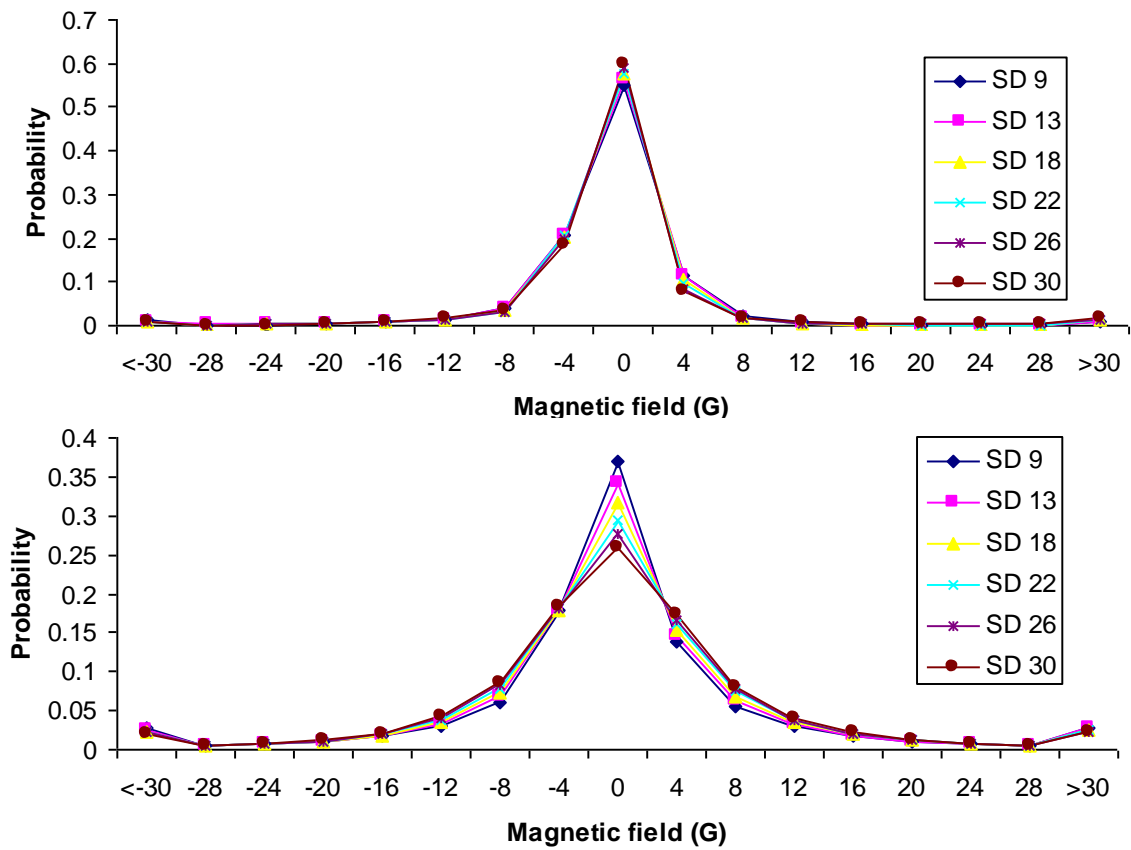 0.7
0.6
0.5
0.4
0.3
0.2
0.1
0
Probability
<-30 -28 -24 -20 -16 -12 -8 -4 0 4 8 12 16 20 24 28 >30
Magnetic field (G)
SD 9
SD 13
SD 18
SD 22
SD 26
SD 30
0.4
0.35
0.3
0.25
0.2
0.15
0.1
0.05
0
Probability
<-30 -28 -24 -20 -16 -12 -8 -4 0 4 8 12 16 20 24 28 >30
Magnetic field (G)
SD 9
SD 13
SD 18
SD 22
SD 26
SD 30